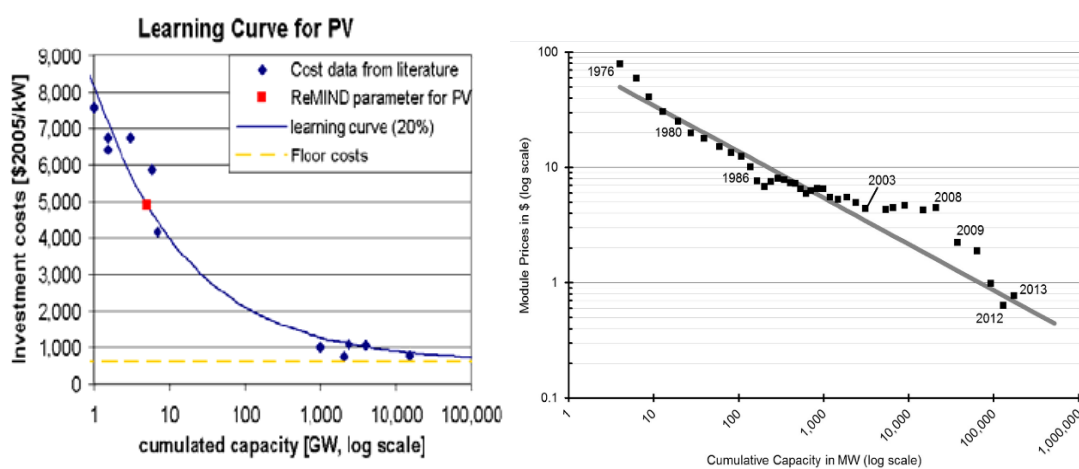 Learning Curve for PV
Investment costs [$2005/kW]
9,000
8,000
7,000
6,000
5,000
4,000
3,000
2,000
1,000
0
Cost data from literature
ReMIND parameter for PV
learning curve (20%)
Floor costs
1 10 100 1,000 10,000 100,000
cumulated capacity [GW, log scale]
Module Prices in $ (log scale)
100
10
1
0.1
1976
1980
1986
2003
2008
2009
2013
2012
1 10 100 1,000 10,000 100,000 1,000,000
Cumulative Capacity in MW (log scale)